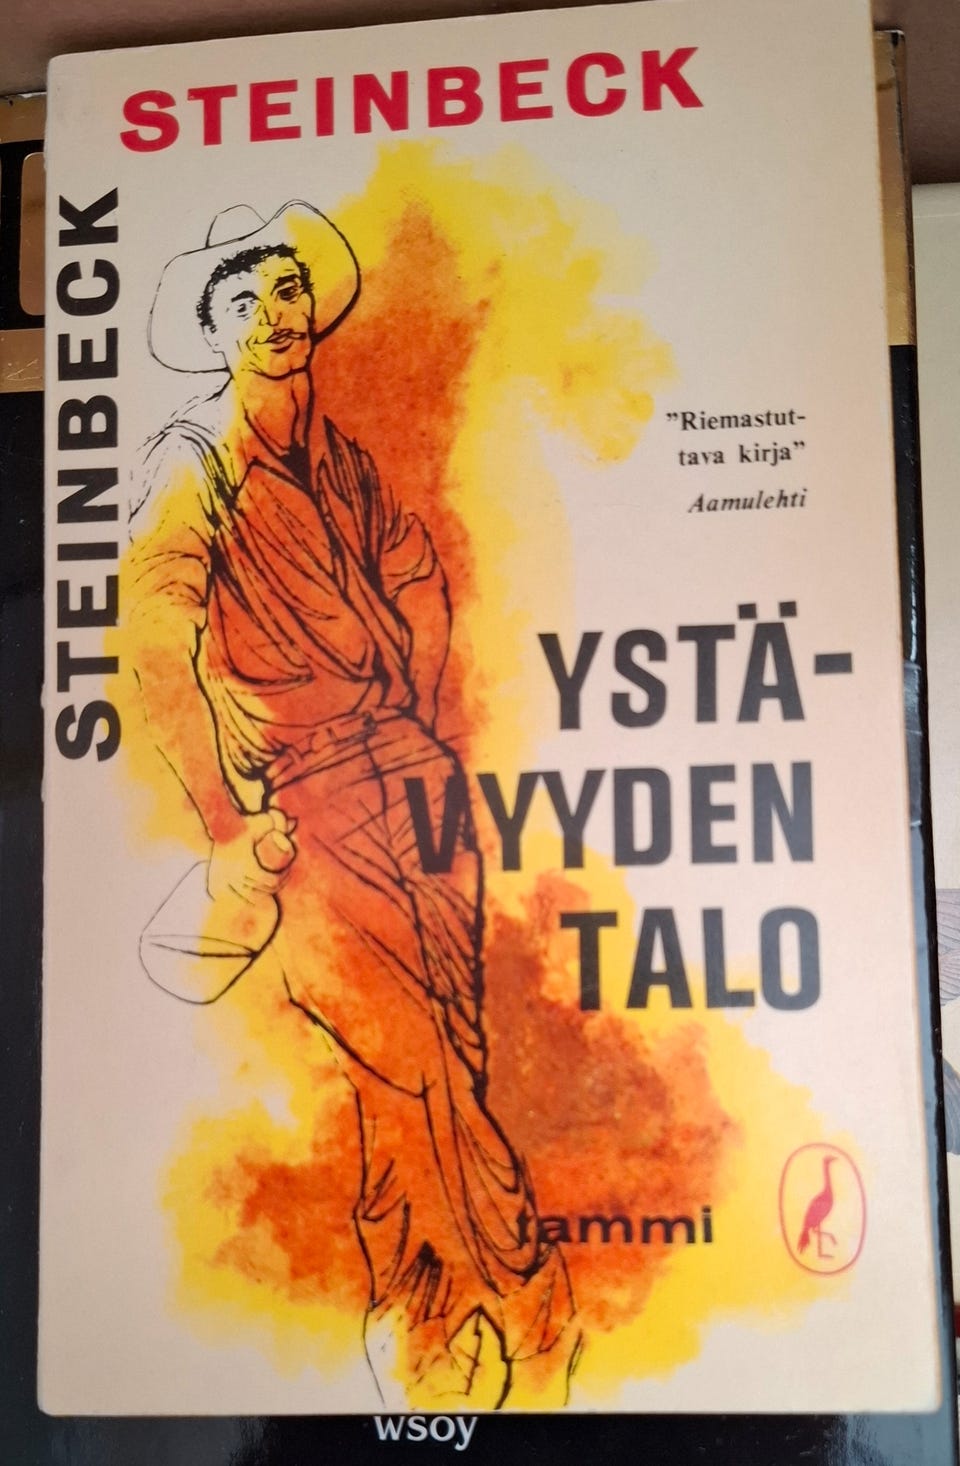 STEINBECK
STEINBECK
”Riemastut-
tava kirja”
Aamulehti
YSTÄ-
VYYDEN
TALO
tammi
wsoy